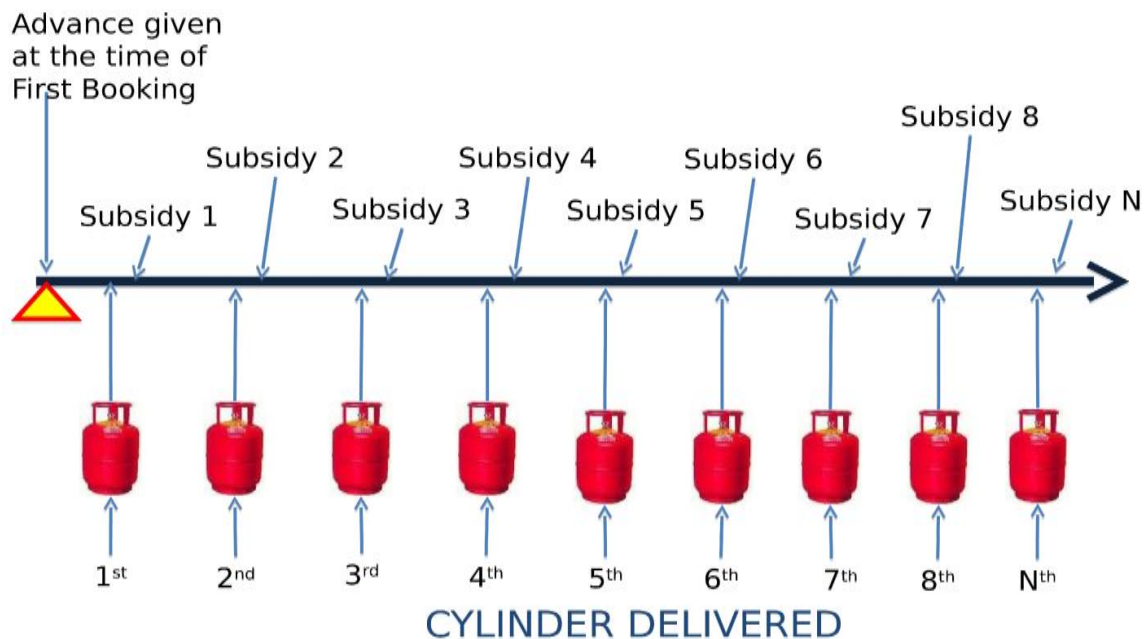 Advance given
at the time of
First Booking
Subsidy 8
Subsidy 2
Subsidy 4
Subsidy 6
Subsidy N
Subsidy 1
Subsidy 3
Subsidy 5
Subsidy 7
1st 2nd 3rd 4th 5th 6th 7th 8th Nth
CYLINDER DELIVERED